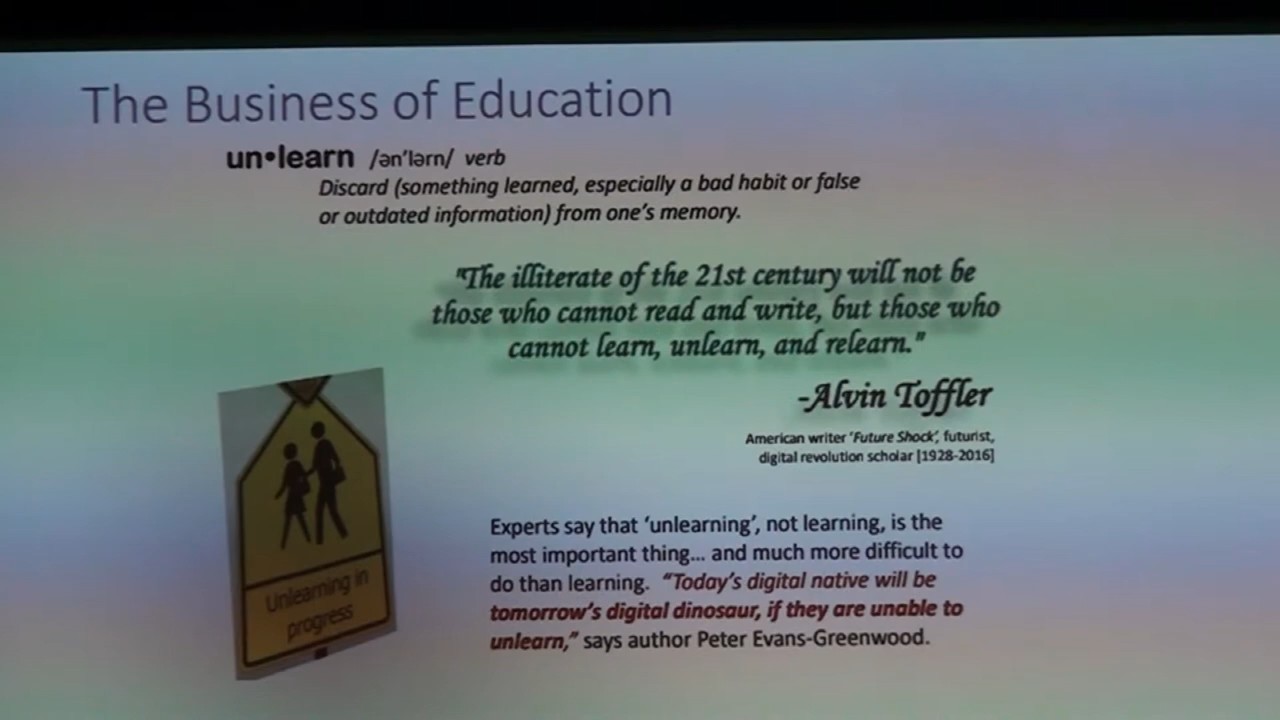 The Business of Education
un•learn /ən'lərn/ verb
Discard (something learned, especially a bad habit or false
or outdated information) from one's memory.
"The illiterate of the 21st century will not be
those who cannot read and write, but those who
cannot learn, unlearn, and relearn."
-Alvin Toffler
American writer 'Future Shock', futurist,
digital revolution scholar [1928-2016]
Unlearning in
progress
Experts say that 'unlearning', not learning, is the
most important thing... and much more difficult to
do than learning. "Today's digital native will be
tomorrow's digital dinosaur, if they are unable to
unlearn," says author Peter Evans-Greenwood.